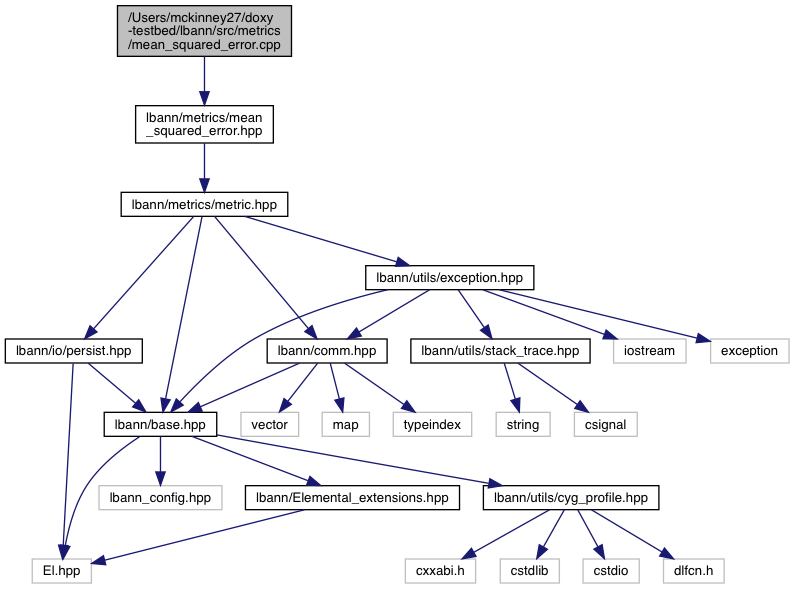 /Users/mckinney27/doxy
-testbed/lbann/src/metrics
/mean_squared_error.cpp
lbann/metrics/mean
_squared_error.hpp
lbann/metrics/metric.hpp
lbann/utils/exception.hpp
lbann/io/persist.hpp
lbann/comm.hpp
lbann/utils/stack_trace.hpp
iostream
exception
lbann/base.hpp
vector
map
typeindex
string
csignal
lbann_config.hpp
lbann/Elemental_extensions.hpp
lbann/utils/cyg_profile.hpp
El.hpp
cxxabi.h
cstdlib
cstdio
dlfcn.h